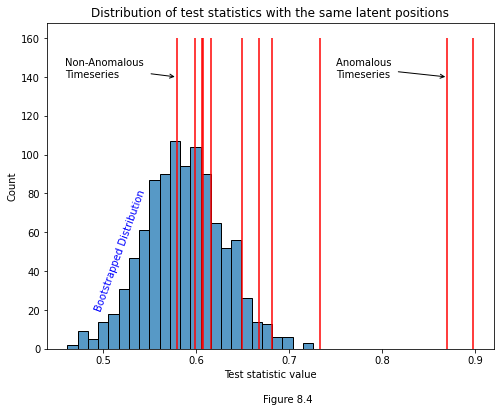 Distribution of test statistics with the same latent positions
160
140
120
100
80
60
40
20
0
Count
Non-Anomalous
Timeseries
Anomalous
Timeseries
Bootstrapped Distribution
0.5
0.6
0.7
0.8
0.9
Test statistic value
Figure 8.4